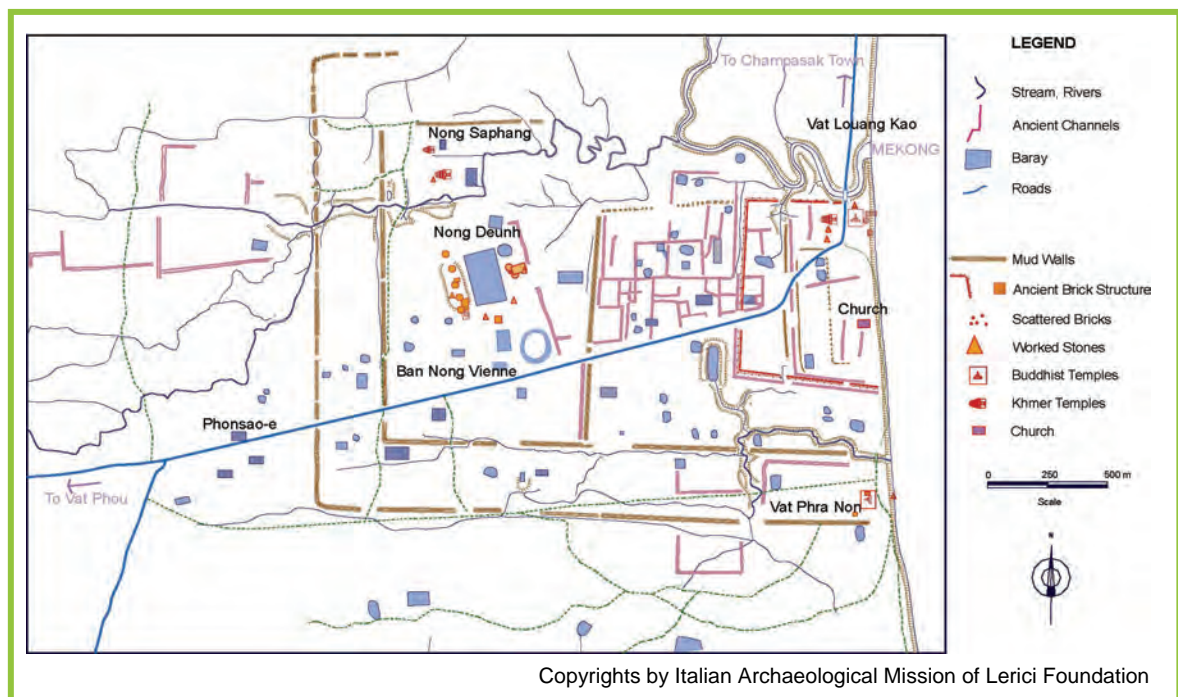 To Champasak Town
Vat Louang Kao
MEKONG
Nong Saphang
Nong Deunh
Church
Ban Nong Vienne
Phonsao-e
To Vat Phou
Vat Phra Non
LEGEND
Stream, Rivers
Ancient Channels
Baray
Roads
Mud Walls
Ancient Brick Structure
Scattered Bricks
Worked Stones
Buddhist Temples
Khmer Temples
Church
0 250 500 m
Scale
N
Copyrights by Italian Archaeological Mission of Lerici Foundation